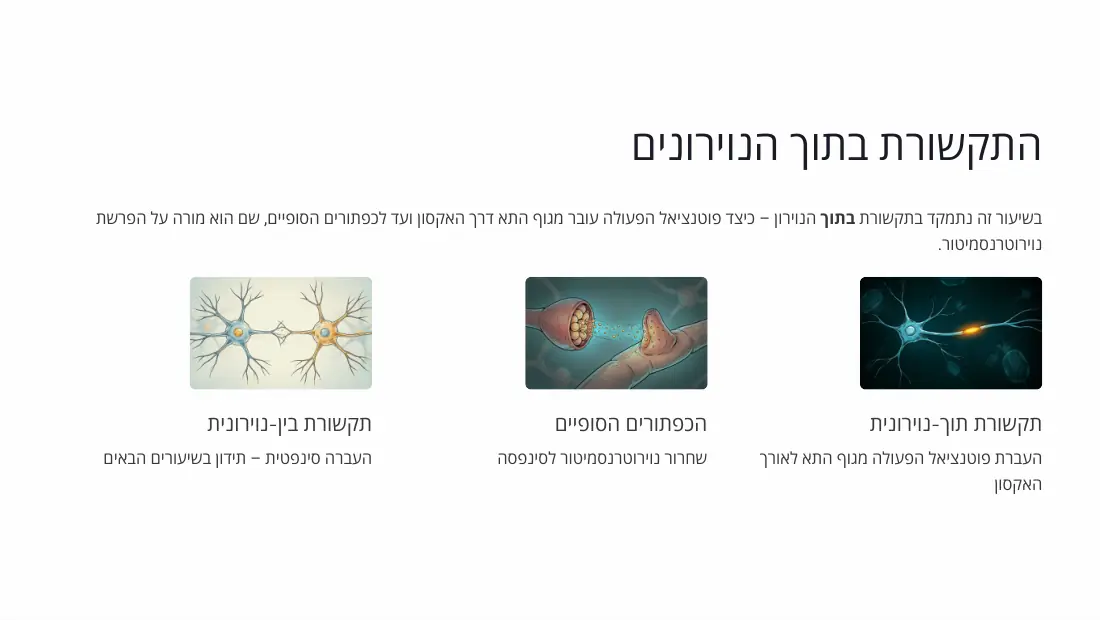 התקשורת בתוך הנוירונים
בשיעור זה נתמקד בתקשורת בתוך הנוירון – כיצד פוטנציאל הפעולה עובר מגוף התא דרך האקסון ועד לכפתורים הסופיים, שם הוא מורה על הפרשת
נוירוטרנסמיטור.
תקשורת תוך-נוירונית
העברת פוטנציאל הפעולה מגוף התא לאורך
האקסון
הכפתורים הסופיים
שחרור נוירוטרנסמיטור לסינפסה
תקשורת בין-נוירונית
העברה סינפטית – תידון בשיעורים הבאים